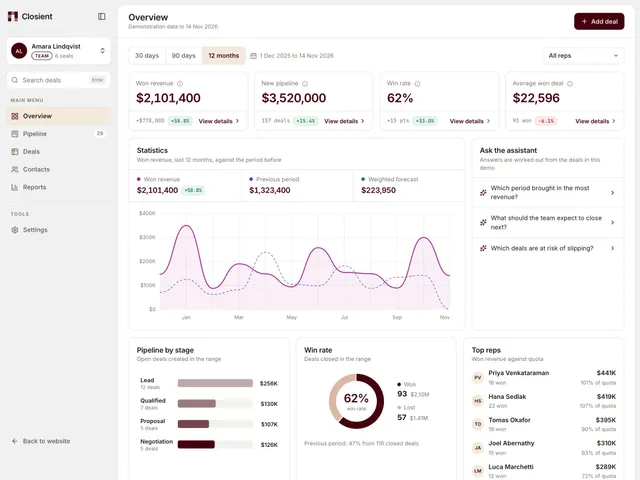 Closient
AL
Amara Lindqvist
TEAM 6 seats
Search deals
Enter
MAIN MENU
Overview
Pipeline
29
Deals
Contacts
Reports
TOOLS
Settings
Back to website
Overview
Demonstration data to 14 Nov 2026
+ Add deal
30 days
90 days
12 months
1 Dec 2025 to 14 Nov 2026
All reps
Won revenue
$2,101,400
+$778,000 +58.8% View details
New pipeline
$3,520,000
157 deals +15.4% View details
Win rate
62%
+15 pts +33.0% View details
Average won deal
$22,596
93 won -6.1% View details
Statistics
Won revenue, last 12 months, against the period before
Won revenue
$2,101,400 +58.8%
Previous period
$1,323,400
Weighted forecast
$223,950
$400K
$300K
$200K
$100K
$0
Jan
Mar
May
Jul
Sep
Nov
Ask the assistant
Answers are worked out from the deals in this
demo
Which period brought in the most
revenue?
What should the team expect to close
next?
Which deals are at risk of slipping?
Pipeline by stage
Open deals created in the range
Lead
12 deals
$256K
Qualified
7 deals
$130K
Proposal
5 deals
$107K
Negotiation
5 deals
$126K
Win rate
Deals closed in the range
62%
win rate
Won
93 $2.10M
Lost
57 $1.41M
Previous period: 47% from 118 closed deals.
Top reps
Won revenue against quota
PV
Priya Venkataraman
16 won
$441K
101% of quota
HS
Hana Sedlak
22 won
$419K
107% of quota
TO
Tomas Okafor
19 won
$395K
90% of quota
JA
Joel Abernathy
15 won
$310K
63% of quota
LM
Luca Marchetti
12 won
$289K
72% of quota